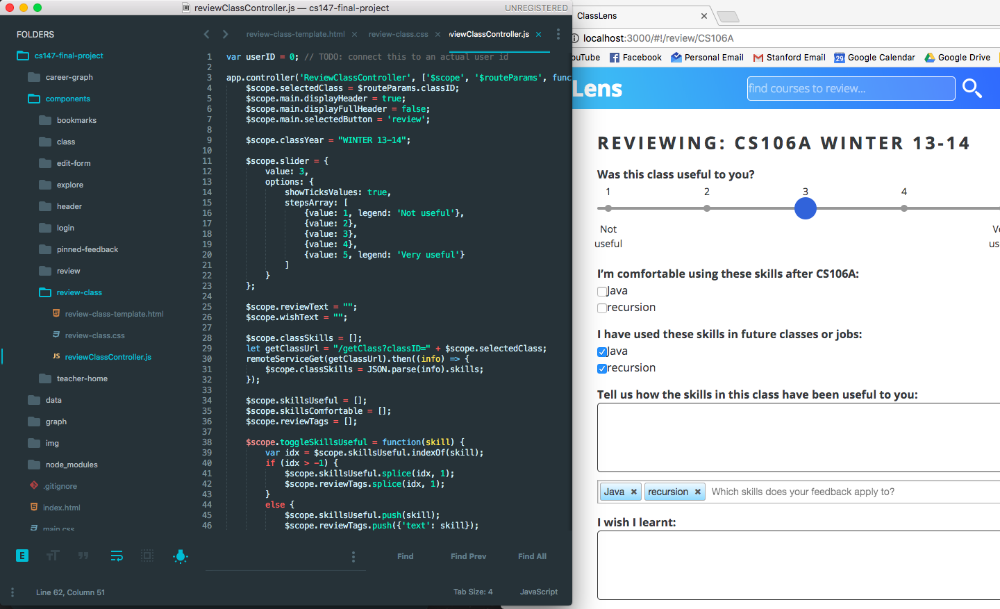 reviewClassController.js — cs147-final-project
UNREGISTERED
FOLDERS
cs147-final-project
career-graph
components
bookmarks
class
edit-form
explore
header
login
pinned-feedback
review
review-class
review-class-template.html
review-class.css
JS reviewClassController.js
teacher-home
data
graph
img
node_modules
.gitignore
index.html
main.css
review-class-template.html × review-class.css × viewClassController.js ×
1 var userID = 0; // TODO: connect this to an actual user id
2
3 app.controller('ReviewClassController', ['$scope', '$routeParams', func
4 $scope.selectedClass = $routeParams.classID;
5 $scope.main.displayHeader = true;
6 $scope.main.displayFullHeader = false;
7 $scope.main.selectedButton = 'review';
8
9 $scope.classYear = "WINTER 13-14";
10
11 $scope.slider = {
12 value: 3,
13 options: {
14 showTicksValues: true,
15 stepsArray: [
16 {value: 1, legend: 'Not useful'},
17 {value: 2},
18 {value: 3},
19 {value: 4},
20 {value: 5, legend: 'Very useful'}
21 ]
22 }
23 };
24
25 $scope.reviewText = "";
26 $scope.wishText = "";
27
28 $scope.classSkills = [];
29 let getClassUrl = "/getClass?classID=" + $scope.selectedClass;
30 remoteServiceGet(getClassUrl).then((info) => {
31 $scope.classSkills = JSON.parse(info).skills;
32 });
33
34 $scope.skillsUseful = [];
35 $scope.skillsComfortable = [];
36 $scope.reviewTags = [];
37
38 $scope.toggleSkillsUseful = function(skill) {
39 var idx = $scope.skillsUseful.indexOf(skill);
40 if (idx > -1) {
41 $scope.skillsUseful.splice(idx, 1);
42 $scope.reviewTags.splice(idx, 1);
43 }
44 else {
45 $scope.skillsUseful.push(skill);
46 $scope.reviewTags.push({'text': skill});
E
Find Find Prev Find All
Line 62, Column 51
Tab Size: 4 JavaScript
ClassLens ×
localhost:3000/#!/review/CS106A
ouTube Facebook Personal Email Stanford Email 29 Google Calendar Google Drive
Lens
find courses to review...
REVIEWING: CS106A WINTER 13-14
Was this class useful to you?
1 2 3 4
Not
useful
V
us
I'm comfortable using these skills after CS106A:
Java
recursion
I have used these skills in future classes or jobs:
Java
recursion
Tell us how the skills in this class have been useful to you:
Java × recursion × Which skills does your feedback apply to?
I wish I learnt: